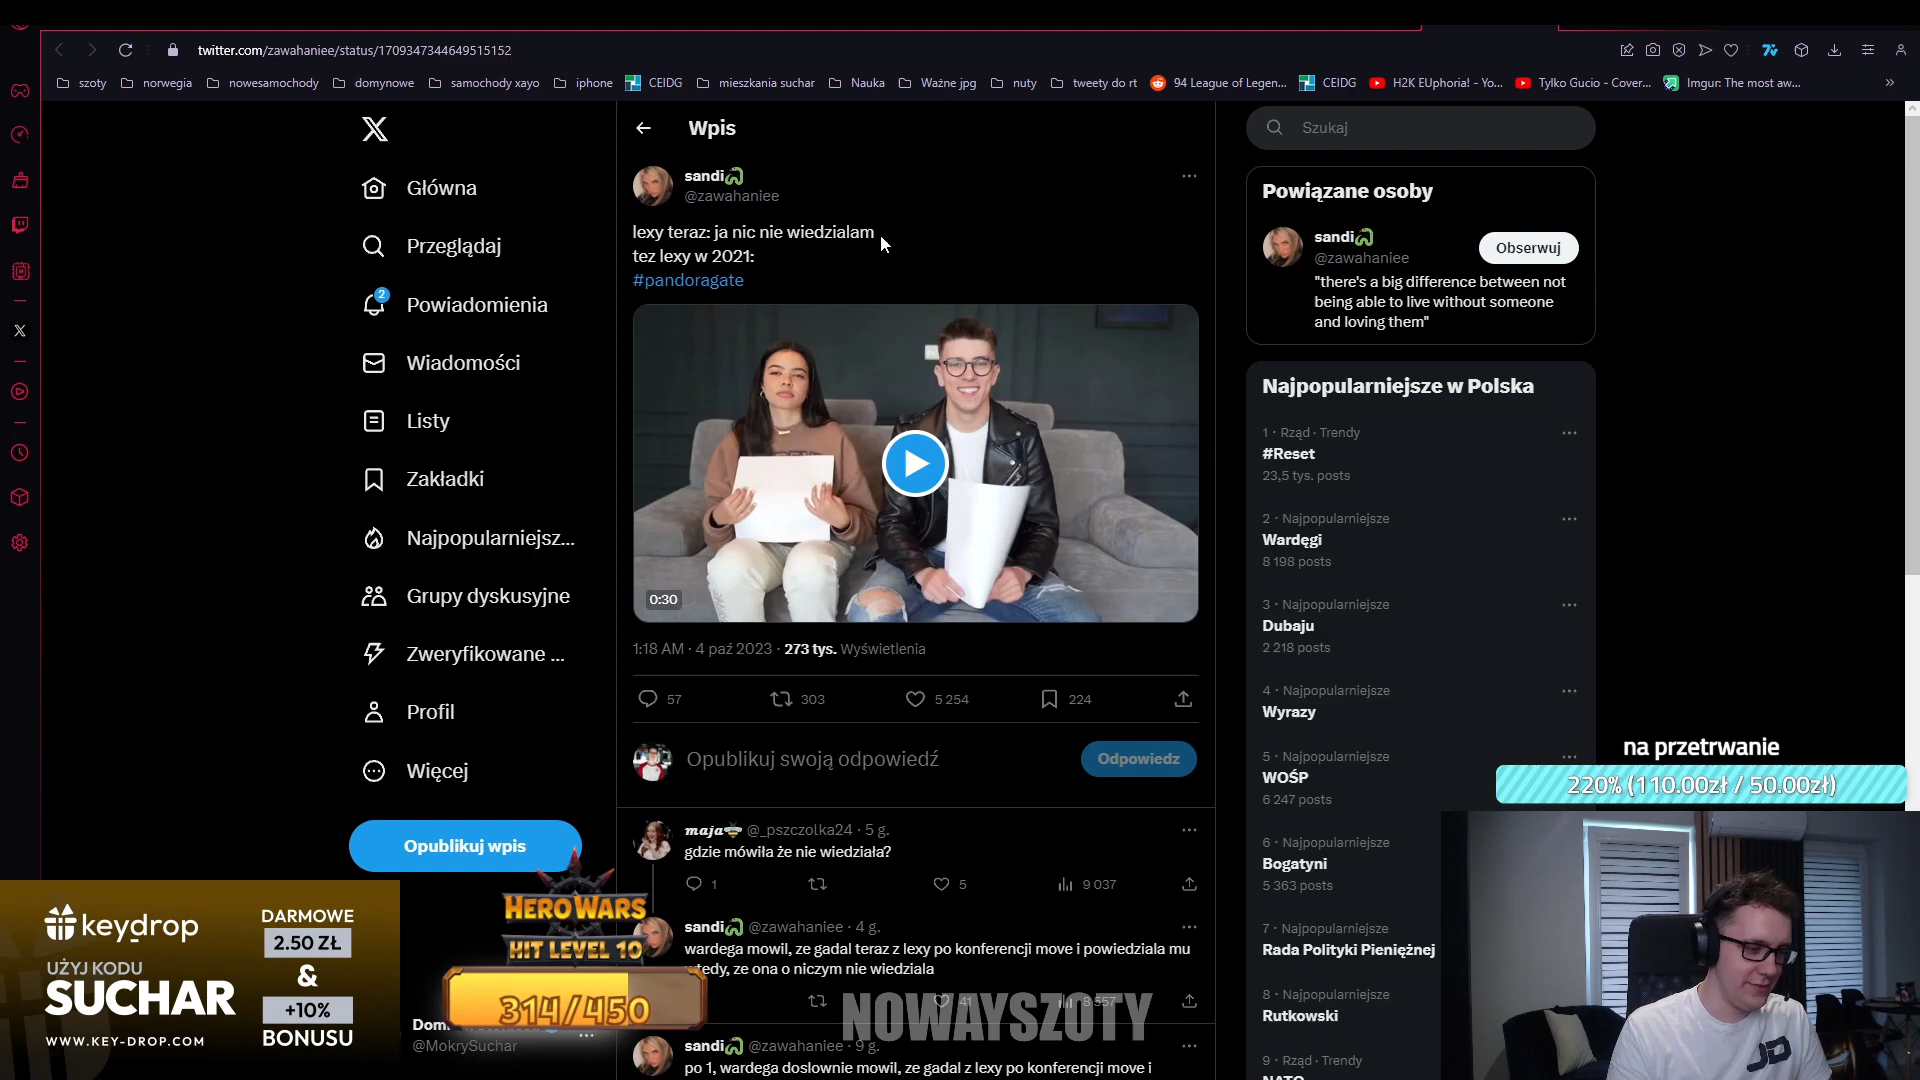 twitter.com/zawahaniee/status/1709347344649515152
szoty
norwegia
nowesamochody
domynowe
samochody xayo
iphone
CEIDG
mieszkania suchar
Nauka
Ważne jpg
nuty
tweety do rt
94 League of Legen...
CEIDG
H2K EUphoria! - Yo...
Tylko Gucio - Cover...
Imgur: The most aw...
Główna
Przeglądaj
2
Powiadomienia
Wiadomości
Listy
Zakładki
Najpopularniejsz...
Grupy dyskusyjne
Zweryfikowane ...
Profil
Więcej
Opublikuj wpis
Wpis
sandi
@zawahaniee
lexy teraz: ja nic nie wiedzialam
tez lexy w 2021:
#pandoragate
0:30
1:18 AM · 4 paź 2023 · 273 tys. Wyświetlenia
57
303
5 254
224
Opublikuj swoją odpowiedź
Odpowiedz
maja @_pszczolka24 · 5 g.
gdzie mówiła że nie wiedziała?
1
5
9 037
sandi @zawahaniee · 4 g.
wardega mowil, ze gadal teraz z lexy po konferencji move i powiedziala mu
wtedy, ze ona o niczym nie wiedziala
41
8 557
sandi @zawahaniee · 9 g.
po 1, wardega doslownie mowil, ze gadal z lexy po konferencji move i
Szukaj
Powiązane osoby
sandi
@zawahaniee
Obserwuj
"there's a big difference between not
being able to live without someone
and loving them"
Najpopularniejsze w Polska
1 · Rząd · Trendy
#Reset
23,5 tys. posts
2 · Najpopularniejsze
Wardęgi
8 198 posts
3 · Najpopularniejsze
Dubaju
2 218 posts
4 · Najpopularniejsze
Wyrazy
5 · Najpopularniejsze
WOŚP
6 247 posts
6 · Najpopularniejsze
Bogatyni
5 363 posts
7 · Najpopularniejsze
Rada Polityki Pieniężnej
8 · Najpopularniejsze
Rutkowski
9 · Rząd · Trendy
NATO
na przetrwanie
220% (110.00zł / 50.00zł)
keydrop
UŻYJ KODU
SUCHAR
WWW.KEY-DROP.COM
DARMOWE
2.50 ZŁ
&
+10%
BONUSU
HERO WARS
HIT LEVEL 10
314/450
@MokrySuchar
NOWAYSZOTY
JD